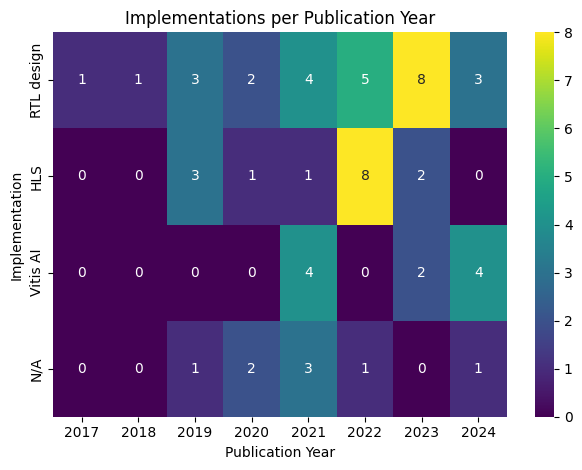 Implementations per Publication Year
Implementation
RTL design 1 1 3 2 4 5 8 3
HLS 0 0 3 1 1 8 2 0
Vitis AI 0 0 0 0 4 0 2 4
N/A 0 0 1 2 3 1 0 1
2017 2018 2019 2020 2021 2022 2023 2024
Publication Year
8
7
6
5
4
3
2
1
0